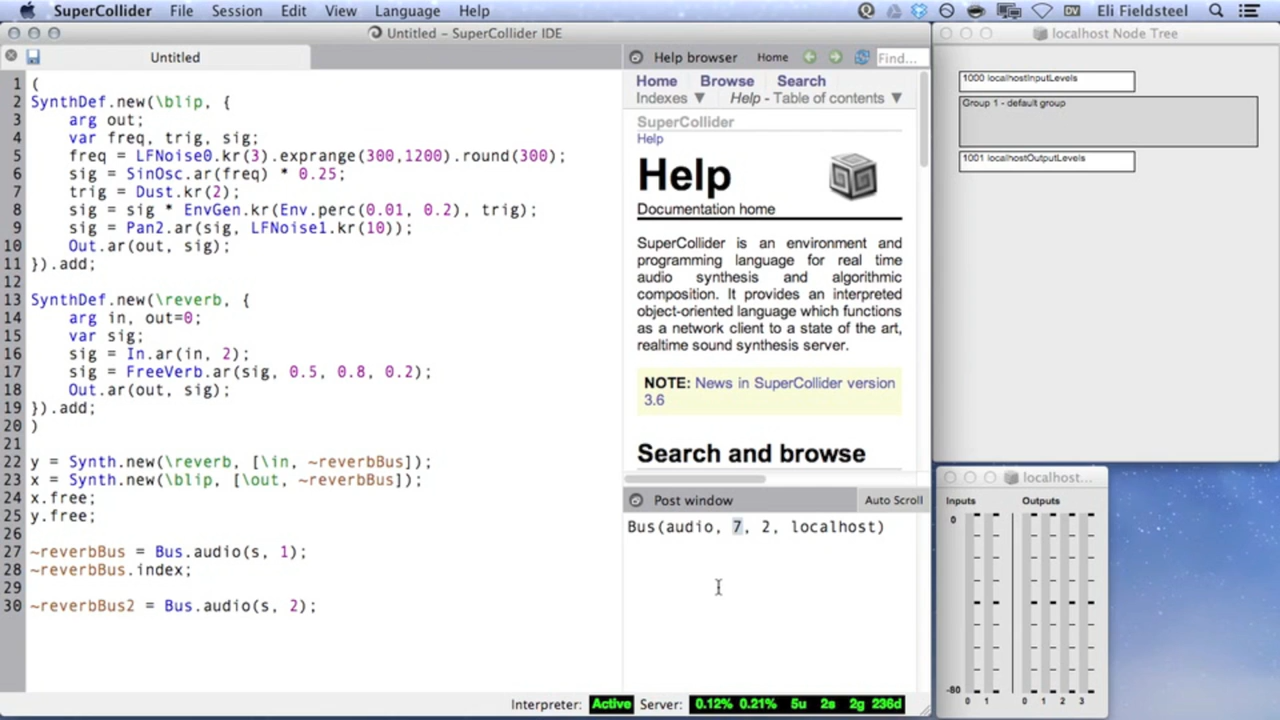 SuperCollider File Session Edit View Language Help DV Eli Fieldsteel
Untitled – SuperCollider IDE
Untitled
1 (
2 SynthDef.new(\blip, {
3 arg out;
4 var freq, trig, sig;
5 freq = LFNoise0.kr(3).exprange(300,1200).round(300);
6 sig = SinOsc.ar(freq) * 0.25;
7 trig = Dust.kr(2);
8 sig = sig * EnvGen.kr(Env.perc(0.01, 0.2), trig);
9 sig = Pan2.ar(sig, LFNoise1.kr(10));
10 Out.ar(out, sig);
11 }).add;
12
13 SynthDef.new(\reverb, {
14 arg in, out=0;
15 var sig;
16 sig = In.ar(in, 2);
17 sig = FreeVerb.ar(sig, 0.5, 0.8, 0.2);
18 Out.ar(out, sig);
19 }).add;
20 )
21
22 y = Synth.new(\reverb, [\in, ~reverbBus]);
23 x = Synth.new(\blip, [\out, ~reverbBus]);
24 x.free;
25 y.free;
26
27 ~reverbBus = Bus.audio(s, 1);
28 ~reverbBus.index;
29
30 ~reverbBus2 = Bus.audio(s, 2);
Help browser Home Find...
Home Browse Search
Indexes ▼ Help - Table of contents ▼
SuperCollider
Help
Help
Documentation home
SuperCollider is an environment and
programming language for real time
audio synthesis and algorithmic
composition. It provides an interpreted
object-oriented language which functions
as a network client to a state of the art,
realtime sound synthesis server.
NOTE: News in SuperCollider version
3.6
Search and browse
Post window Auto Scroll
Bus(audio, 7, 2, localhost)
Interpreter: Active Server: 0.12% 0.21% 5u 2s 2g 236d
localhost Node Tree
1000 localhostInputLevels
Group 1 - default group
1001 localhostOutputLevels
localhost...
Inputs Outputs
0
-80
0 1 0 1 2 3